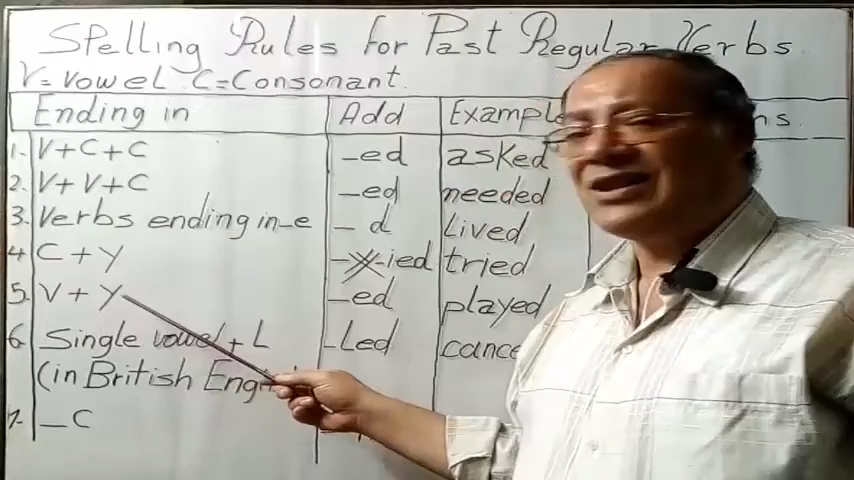 Spelling Rules for Past Regular Verbs
V = vowel C = Consonant
Ending in Add
1. V+C+C -ed asked
2. V+V+C -ed needed
3. Verbs ending in -e -d Lived
4 C + Y -ied tried
5. V + Y -ed played
6. Single vowel + L -Led
(in British
7- _ C